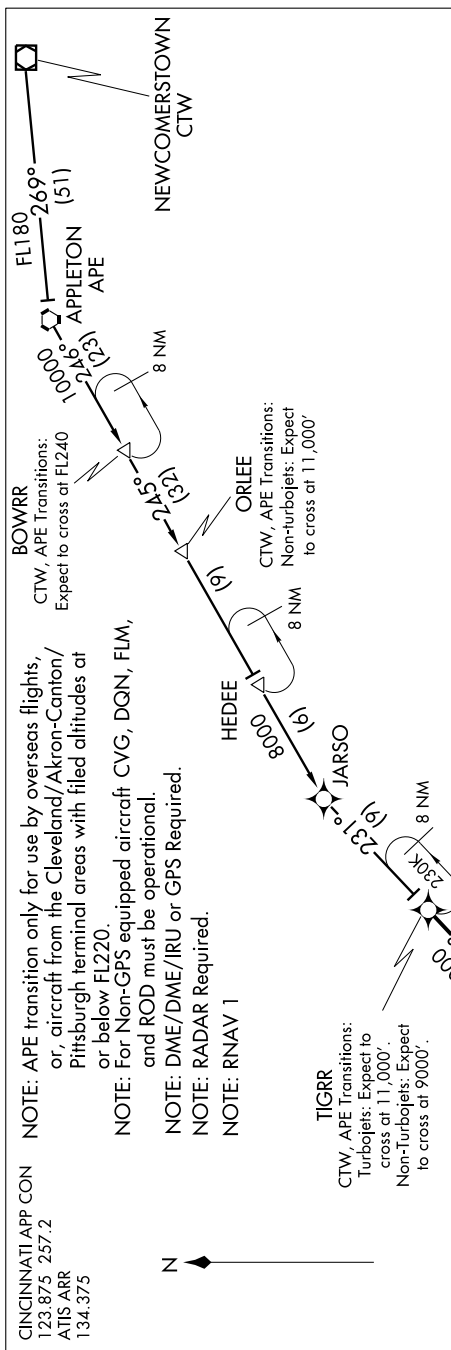 CINCINNATI APP CON
123.875 257.2
ATIS ARR
134.375
NOTE: APE transition only for use by overseas flights,
or, aircraft from the Cleveland/Akron-Canton/
Pittsburgh terminal areas with filed altitudes at
or below FL220.
NOTE: For Non-GPS equipped aircraft CVG, DQN, FLM,
and ROD must be operational.
NOTE: DME/DME/IRU or GPS Required.
NOTE: RADAR Required.
NOTE: RNAV 1
N
NEWCOMERSTOWN
CTW
FL180
269°
(51)
APPLETON
APE
10000
246°
(23)
8 NM
BOWRR
CTW, APE Transitions:
Expect to cross at FL240
245°
(32)
ORLEE
CTW, APE Transitions:
Non-turbojets: Expect
to cross at 11,000'
(9)
8 NM
HEDEE
8000
(6)
JARSO
231°
(9)
8 NM
230K
TIGRR
CTW, APE Transitions:
Turbojets: Expect to
cross at 11,000'.
Non-Turbojets: Expect
to cross at 9000'.